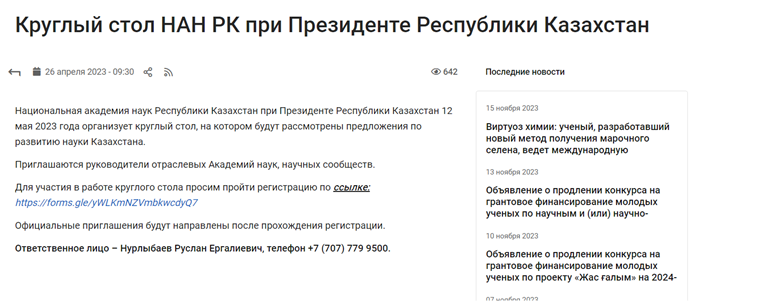 Круглый стол НАН РК при Президенте Республики Казахстан
26 апреля 2023 - 09:30
642
Последние новости
Национальная академия наук Республики Казахстан при Президенте Республики Казахстан 12
мая 2023 года организует круглый стол, на котором будут рассмотрены предложения по
развитию науки Казахстана.
Приглашаются руководители отраслевых Академий наук, научных сообществ.
Для участия в работе круглого стола просим пройти регистрацию по ссылке:
https://forms.gle/yWLKmNZVmbkwcdyQ7
Официальные приглашения будут направлены после прохождения регистрации.
Ответственное лицо – Нурлыбаев Руслан Ергалиевич, телефон +7 (707) 779 9500.
15 ноября 2023
Виртуоз химии: ученый, разработавший
новый метод получения марочного
селена, ведет международную
13 ноября 2023
Объявление о продлении конкурса на
грантовое финансирование молодых
ученых по научным и (или) научно-
10 ноября 2023
Объявление о продлении конкурса на
грантовое финансирование молодых
ученых по проекту «Жас ғалым» на 2024-
07 ноября 2023